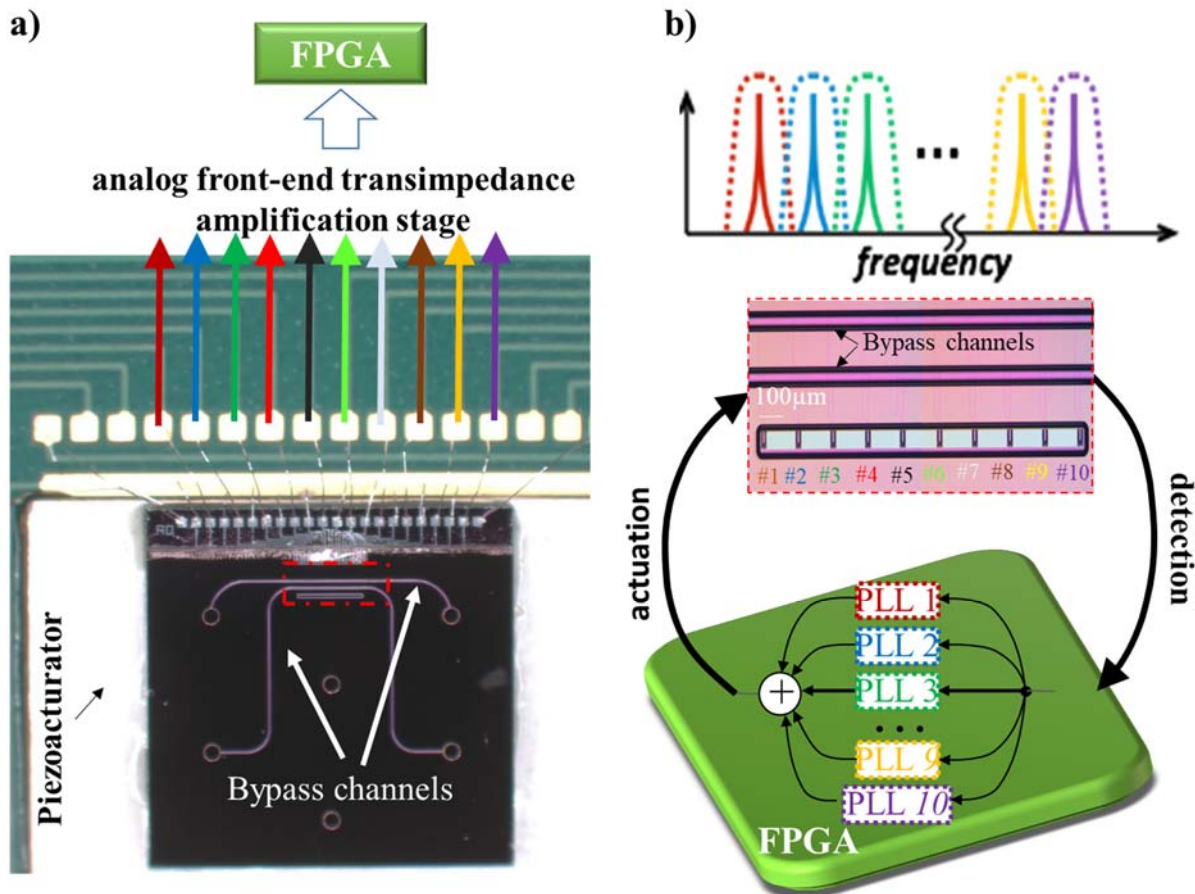 a)
FPGA
analog front-end transimpedance
amplification stage
Piezoacturator
Bypass channels
b)
...
frequency
Bypass channels
100µm
#1 #2 #3 #4 #5 #6 #7 #8 #9 #10
actuation
detection
PLL 1
PLL 2
PLL 3
...
PLL 9
PLL 10
+
FPGA